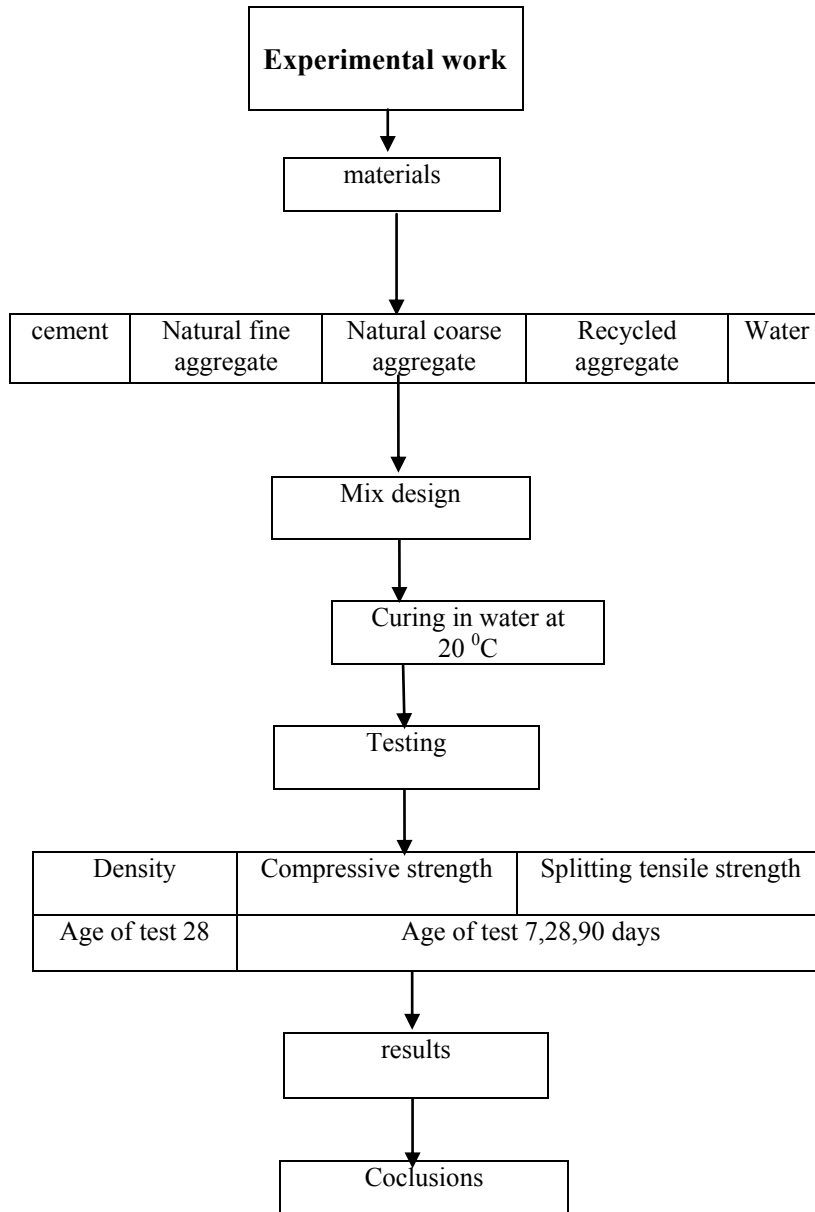 Experimental work
materials
cement
Natural fine
aggregate
Natural coarse
aggregate
Recycled
aggregate
Water
Mix design
Curing in water at
20 ⁰C
Testing
Density
Compressive strength
Splitting tensile strength
Age of test 28
Age of test 7,28,90 days
results
Coclusions